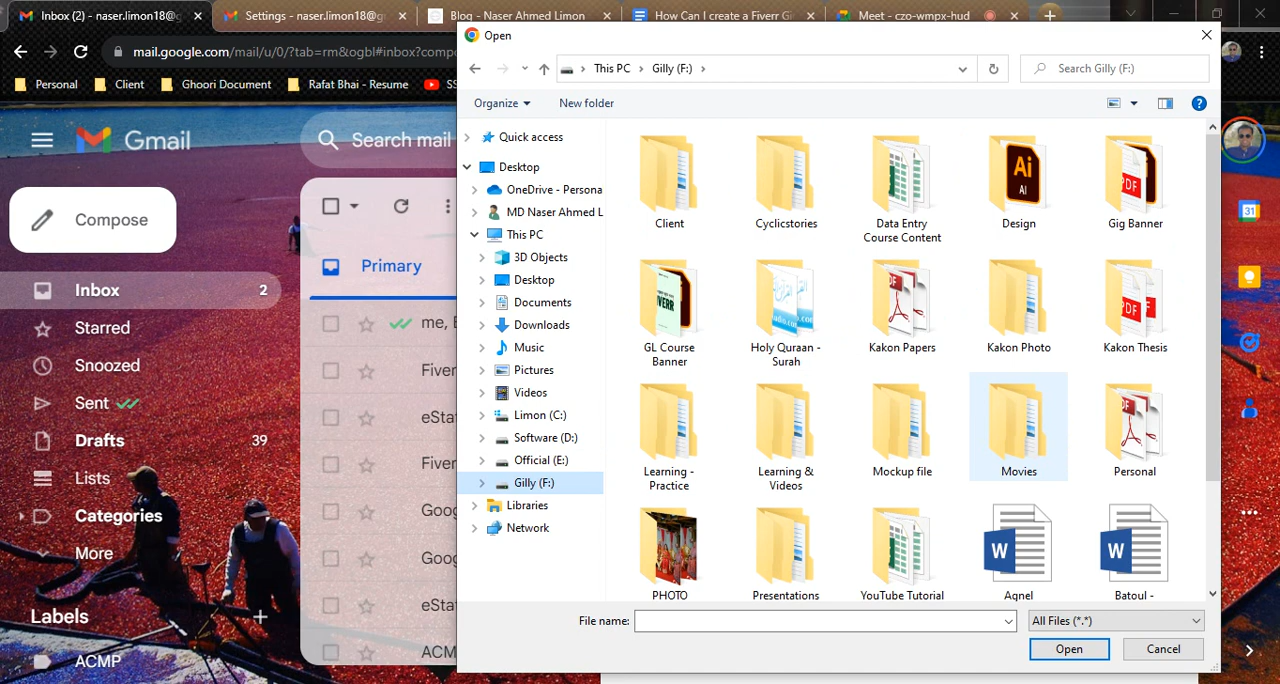 Inbox (2) - naser.limon18@g
Settings - naser.limon18@g
Blog - Naser Ahmed Limon
How Can I create a Fiverr Gi
Meet - czo-wmpx-hud
mail.google.com/mail/u/0/?tab=rm&ogbl#inbox?compo
Personal
Client
Ghoori Document
Rafat Bhai - Resume
SS
Gmail
Search mail
Compose
Inbox
2
Starred
Snoozed
Sent
Drafts
39
Lists
Categories
More
Labels
ACMP
Primary
me, E
Fiver
eStat
Fiver
Goo
Goo
eStat
ACM
Open
This PC
Gilly (F:)
Search Gilly (F:)
Organize
New folder
Quick access
Desktop
OneDrive - Persona
MD Naser Ahmed L
This PC
3D Objects
Desktop
Documents
Downloads
Music
Pictures
Videos
Limon (C:)
Software (D:)
Official (E:)
Gilly (F:)
Libraries
Network
Client
Cyclicstories
Data Entry
Course Content
Design
Gig Banner
GL Course
Banner
Holy Quraan -
Surah
Kakon Papers
Kakon Photo
Kakon Thesis
Learning -
Practice
Learning &
Videos
Mockup file
Movies
Personal
PHOTO
Presentations
YouTube Tutorial
Agnel
Batoul -
File name:
All Files (*.*)
Open
Cancel